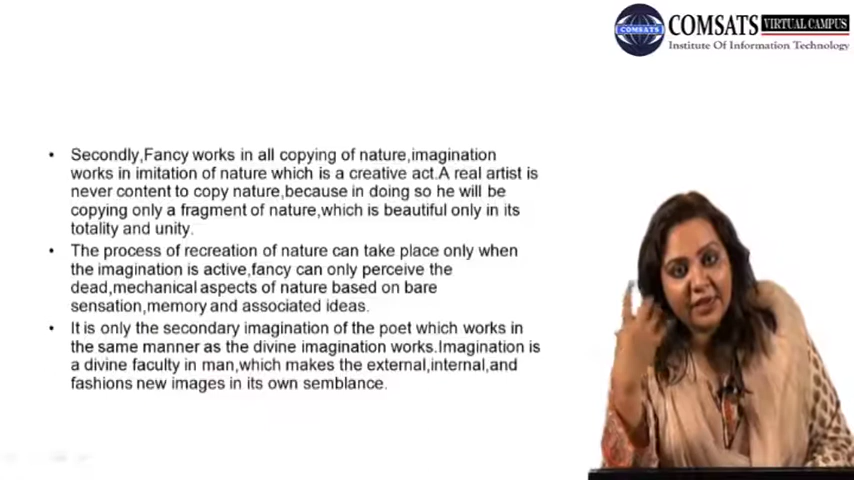 COMSATS VIRTUAL CAMPUS
COMSATS
Institute Of Information Technology
• Secondly,Fancy works in all copying of nature,imagination
works in imitation of nature which is a creative act.A real artist is
never content to copy nature,because in doing so he will be
copying only a fragment of nature,which is beautiful only in its
totality and unity.
• The process of recreation of nature can take place only when
the imagination is active,fancy can only perceive the
dead,mechanical aspects of nature based on bare
sensation,memory and associated ideas.
• It is only the secondary imagination of the poet which works in
the same manner as the divine imagination works.Imagination is
a divine faculty in man,which makes the external,internal,and
fashions new images in its own semblance.